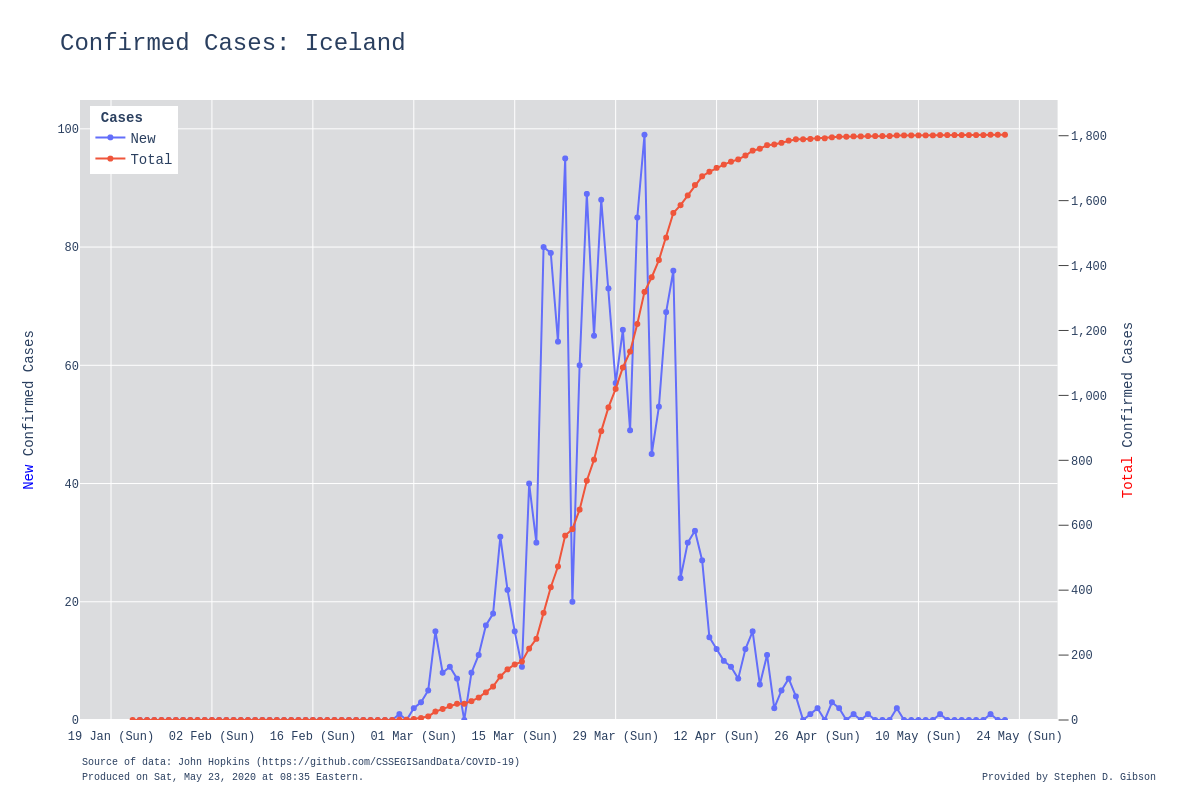 Confirmed Cases: Iceland
Cases
New
Total
100
80
60
40
20
0
New Confirmed Cases
1,800
1,600
1,400
1,200
1,000
800
600
400
200
0
Total Confirmed Cases
19 Jan (Sun) 02 Feb (Sun) 16 Feb (Sun) 01 Mar (Sun) 15 Mar (Sun) 29 Mar (Sun) 12 Apr (Sun) 26 Apr (Sun) 10 May (Sun) 24 May (Sun)
Source of data: John Hopkins (https://github.com/CSSEGISandData/COVID-19)
Produced on Sat, May 23, 2020 at 08:35 Eastern.
Provided by Stephen D. Gibson